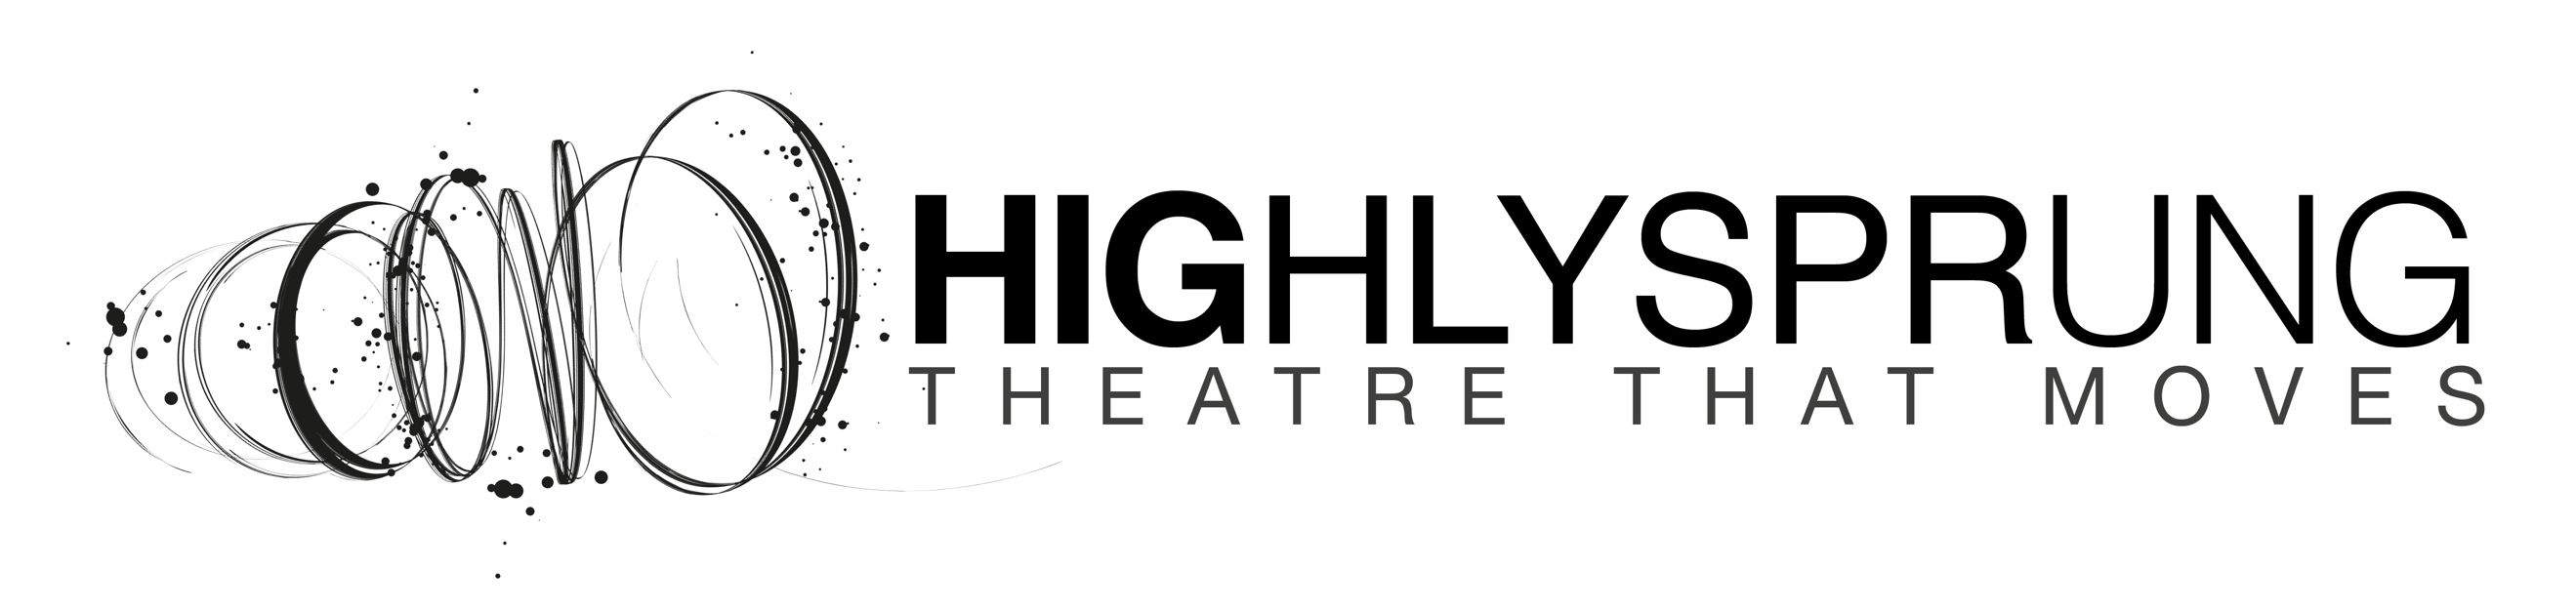 HIGHLYSPRUNG
THEATRE THAT MOVES